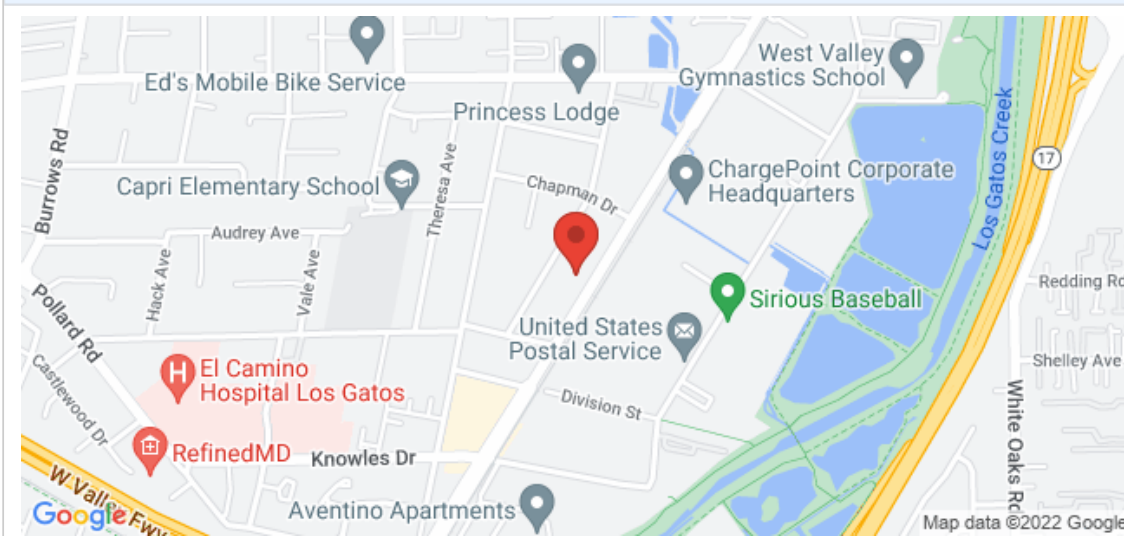 West Valley
Gymnastics School
Ed's Mobile Bike Service
Princess Lodge
Los Gatos Creek
17
Burrows Rd
Capri Elementary School
Theresa Ave
Chapman Dr
ChargePoint Corporate
Headquarters
Audrey Ave
Hack Ave
Vale Ave
Redding Rd
Sirious Baseball
Pollard Rd
United States
Postal Service
El Camino
Hospital Los Gatos
H
Castlewood Dr
Shelley Ave
Division St
White Oaks Rd
RefinedMD
Knowles Dr
W Valley Fwy
Google
Aventino Apartments
Map data ©2022 Google